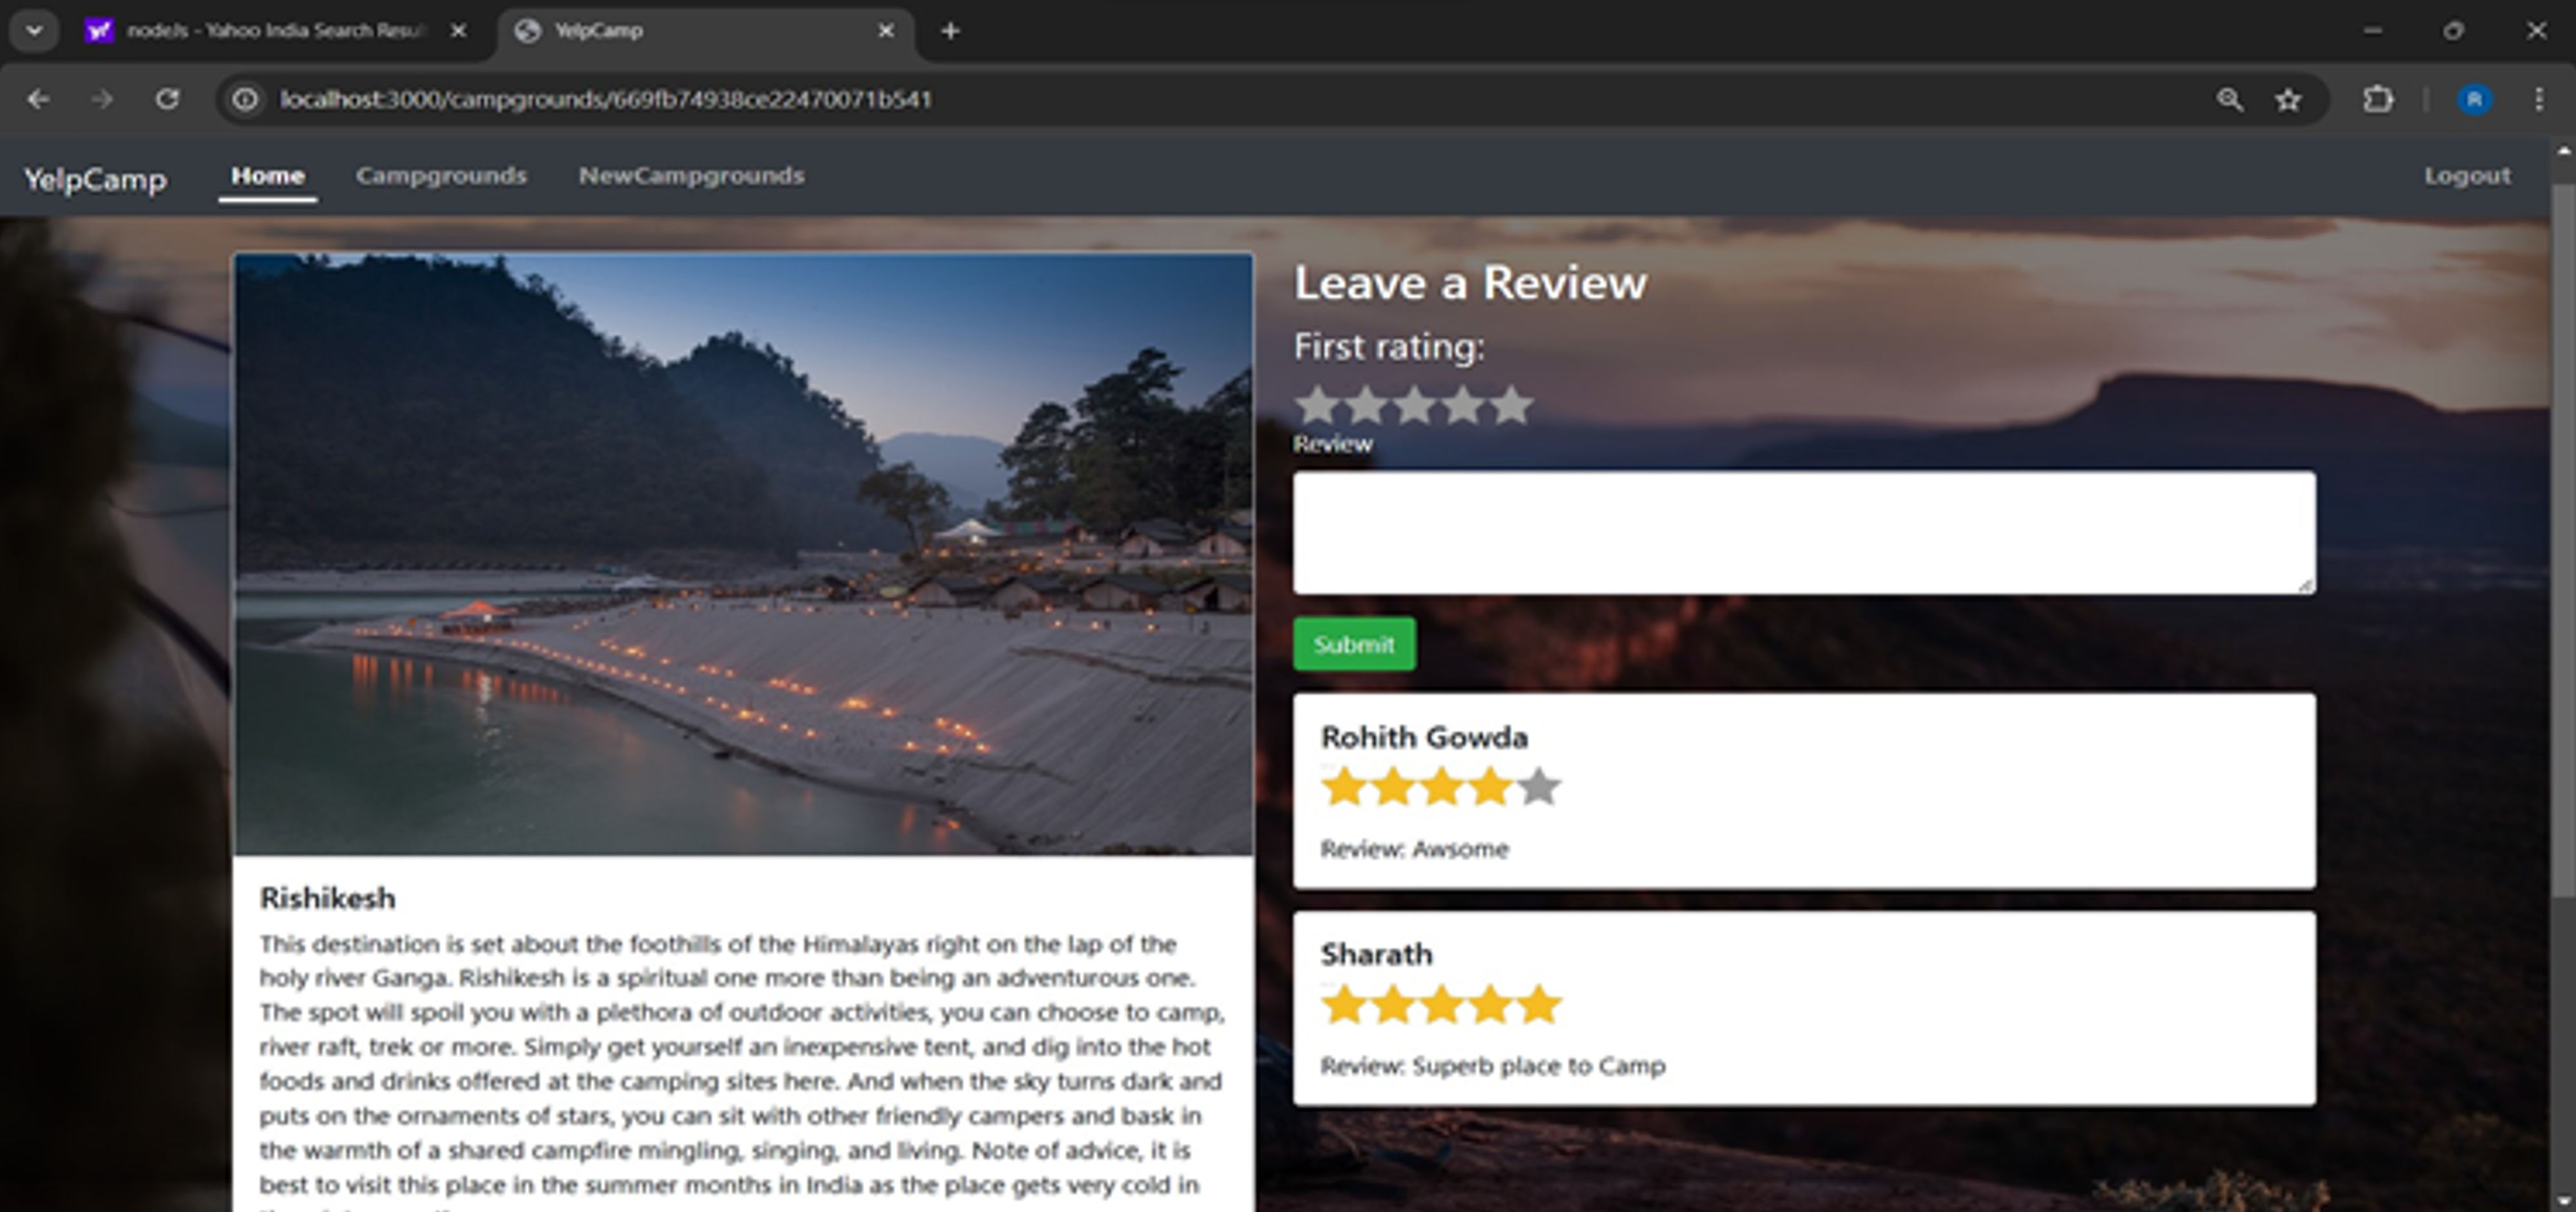 nodeJs - Yahoo India Search Resul
YelpCamp
localhost:3000/campgrounds/669fb74938ce22470071b541
R
YelpCamp
Home
Campgrounds
NewCampgrounds
Logout
Leave a Review
First rating:
Review
Submit
Rohith Gowda
Review: Awsome
Sharath
Review: Superb place to Camp
Rishikesh
This destination is set about the foothills of the Himalayas right on the lap of the
holy river Ganga. Rishikesh is a spiritual one more than being an adventurous one.
The spot will spoil you with a plethora of outdoor activities, you can choose to camp,
river raft, trek or more. Simply get yourself an inexpensive tent, and dig into the hot
foods and drinks offered at the camping sites here. And when the sky turns dark and
puts on the ornaments of stars, you can sit with other friendly campers and bask in
the warmth of a shared campfire mingling, singing, and living. Note of advice, it is
best to visit this place in the summer months in India as the place gets very cold in